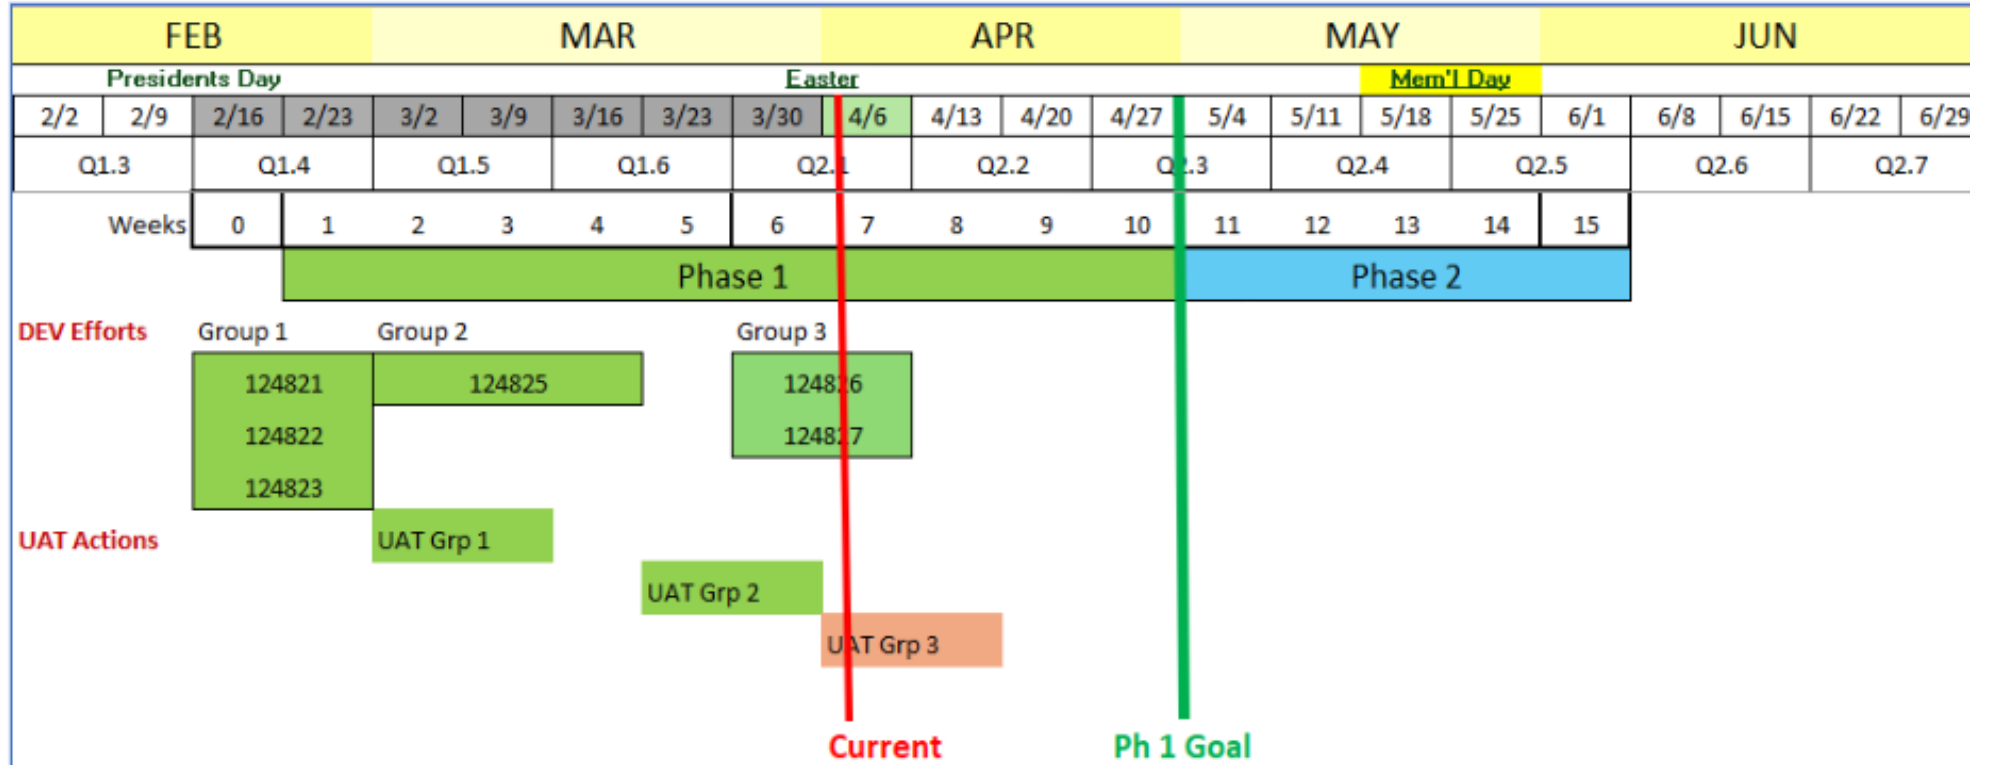 FEB MAR APR MAY JUN
Presidents Day Easter Mem'l Day
2/2 2/9 2/16 2/23 3/2 3/9 3/16 3/23 3/30 4/6 4/13 4/20 4/27 5/4 5/11 5/18 5/25 6/1 6/8 6/15 6/22 6/29
Q1.3 Q1.4 Q1.5 Q1.6 Q2.1 Q2.2 Q2.3 Q2.4 Q2.5 Q2.6 Q2.7
Weeks 0 1 2 3 4 5 6 7 8 9 10 11 12 13 14 15
Phase 1 Phase 2
DEV Efforts Group 1 Group 2 Group 3
124821 124825 124826
124822 124827
124823
UAT Actions UAT Grp 1
UAT Grp 2
UAT Grp 3
Current Ph 1 Goal